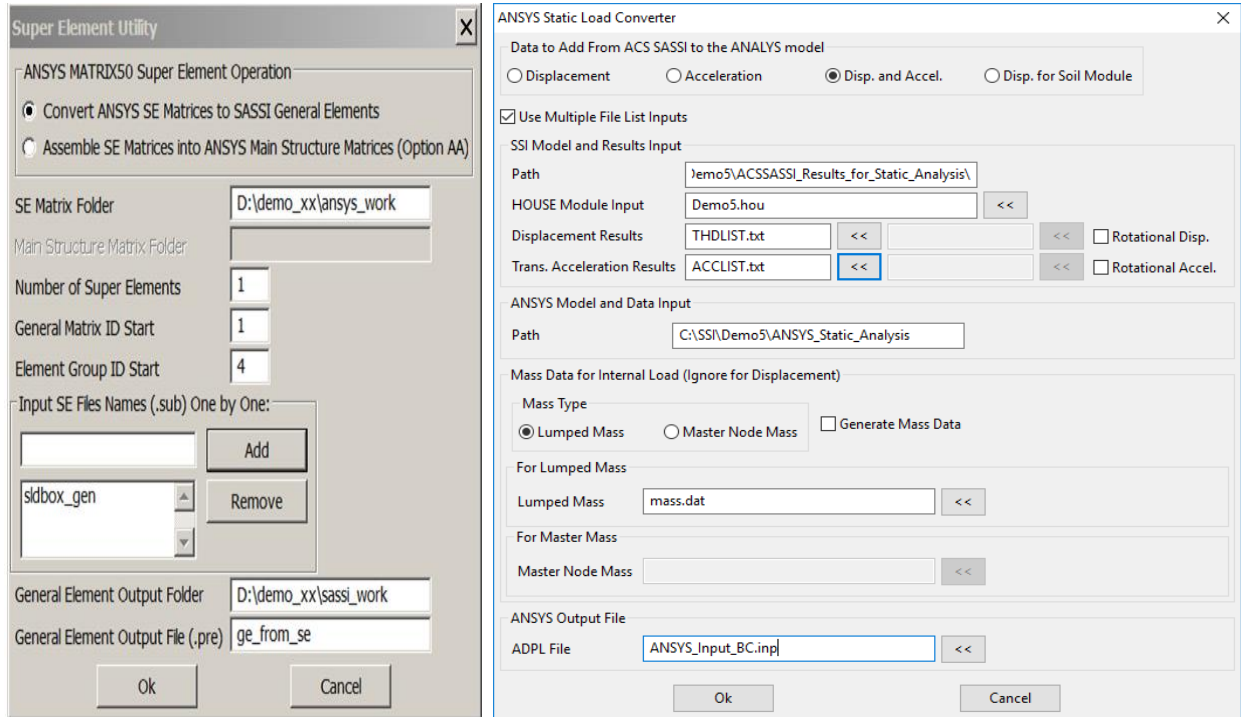 Super Element Utility
X
ANSYS MATRIX50 Super Element Operation
Convert ANSYS SE Matrices to SASSI General Elements
Assemble SE Matrices into ANSYS Main Structure Matrices (Option AA)
SE Matrix Folder D:\demo_xx\ansys_work
Main Structure Matrix Folder
Number of Super Elements 1
General Matrix ID Start 1
Element Group ID Start 4
Input SE Files Names (.sub) One by One:
Add
sldbox_gen
Remove
General Element Output Folder D:\demo_xx\sassi_work
General Element Output File (.pre) ge_from_se
Ok Cancel
ANSYS Static Load Converter
Data to Add From ACS SASSI to the ANALYS model
Displacement Acceleration Disp. and Accel. Disp. for Soil Module
Use Multiple File List Inputs
SSI Model and Results Input
Path Demo5\ACSSASSI_Results_for_Static_Analysis\
HOUSE Module Input Demo5.hou <<
Displacement Results THDLIST.txt << << Rotational Disp.
Trans. Acceleration Results ACCLIST.txt << << Rotational Accel.
ANSYS Model and Data Input
Path C:\SSI\Demo5\ANSYS_Static_Analysis
Mass Data for Internal Load (Ignore for Displacement)
Mass Type
Lumped Mass Master Node Mass Generate Mass Data
For Lumped Mass
Lumped Mass mass.dat <<
For Master Mass
Master Node Mass <<
ANSYS Output File
ADPL File ANSYS_Input_BC.inp <<
Ok Cancel